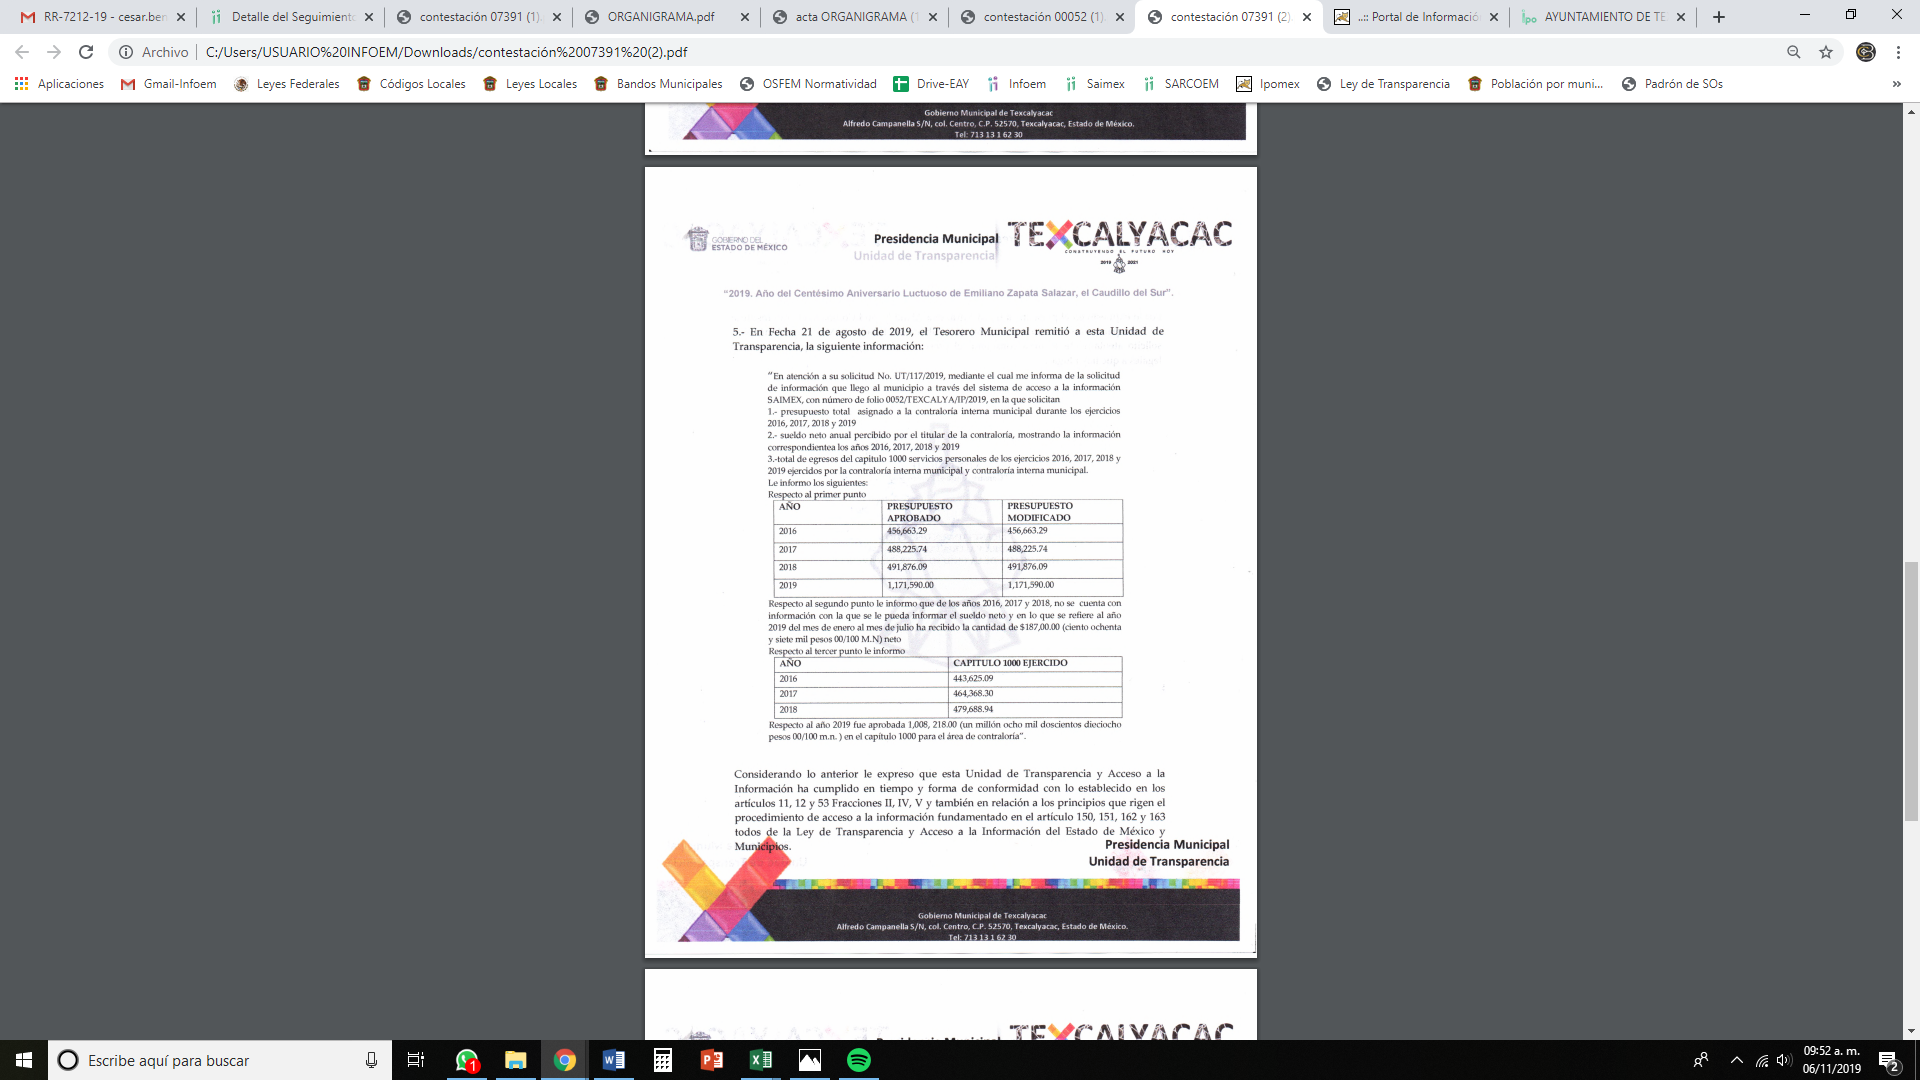 RR-7212-19 - cesar.ber
Detalle del Seguimiento
contestación 07391 (1)
ORGANIGRAMA.pdf
acta ORGANIGRAMA (1
contestación 00052 (1)
contestación 07391 (2)
..:: Portal de Informació
AYUNTAMIENTO DE TE
Archivo
C:/Users/USUARIO%20INFOEM/Downloads/contestación%2007391%20(2).pdf
Aplicaciones
Gmail-Infoem
Leyes Federales
Códigos Locales
Leyes Locales
Bandos Municipales
OSFEM Normatividad
Drive-EAY
Infoem
Saimex
SARCOEM
Ipomex
Ley de Transparencia
Población por muni...
Padrón de SOs
Gobierno Municipal de Texcalyacac
Alfredo Campanella S/N, col. Centro, C.P. 52570, Texcalyacac, Estado de México.
Tel: 713 13 1 62 30
GOBIERNO DEL
ESTADO DE MÉXICO
Presidencia Municipal
Unidad de Transparencia
TEXCALYACAC
CONSTRUYENDO EL FUTURO HOY
2019 2021
"2019. Año del Centésimo Aniversario Luctuoso de Emiliano Zapata Salazar, el Caudillo del Sur".
5.- En Fecha 21 de agosto de 2019, el Tesorero Municipal remitió a esta Unidad de
Transparencia, la siguiente información:
"En atención a su solicitud No. UT/117/2019, mediante el cual me informa de la solicitud
de información que llego al municipio a través del sistema de acceso a la información
SAIMEX, con número de folio 0052/TEXCALYA/IP/2019, en la que solicitan
1.- presupuesto total asignado a la contraloría interna municipal durante los ejercicios
2016, 2017, 2018 y 2019
2.- sueldo neto anual percibido por el titular de la contraloría, mostrando la información
correspondientea los años 2016, 2017, 2018 y 2019
3.-total de egresos del capitulo 1000 servicios personales de los ejercicios 2016, 2017, 2018 y
2019 ejercidos por la contraloría interna municipal y contraloría interna municipal.
Le informo los siguientes:
Respecto al primer punto
AÑO PRESUPUESTO APROBADO PRESUPUESTO MODIFICADO
2016 456,663.29 456,663.29
2017 488,225.74 488,225.74
2018 491,876.09 491,876.09
2019 1,171,590.00 1,171,590.00
Respecto al segundo punto le informo que de los años 2016, 2017 y 2018, no se cuenta con
información con la que se le pueda informar el sueldo neto y en lo que se refiere al año
2019 del mes de enero al mes de julio ha recibido la cantidad de $187,00.00 (ciento ochenta
y siete mil pesos 00/100 M.N) neto
Respecto al tercer punto le informo
AÑO CAPITULO 1000 EJERCIDO
2016 443,625.09
2017 464,368.30
2018 479,688.94
Respecto al año 2019 fue aprobada 1,008, 218.00 (un millón ocho mil doscientos dieciocho
pesos 00/100 m.n. ) en el capítulo 1000 para el área de contraloría".
Considerando lo anterior le expreso que esta Unidad de Transparencia y Acceso a la
Información ha cumplido en tiempo y forma de conformidad con lo establecido en los
artículos 11, 12 y 53 Fracciones II, IV, V y también en relación a los principios que rigen el
procedimiento de acceso a la información fundamentado en el artículo 150, 151, 162 y 163
todos de la Ley de Transparencia y Acceso a la Información del Estado de México y
Municipios.
Presidencia Municipal
Unidad de Transparencia
Gobierno Municipal de Texcalyacac
Alfredo Campanella S/N, col. Centro, C.P. 52570, Texcalyacac, Estado de México.
Tel: 713 13 1 62 30
TEXCALYACAC
Escribe aquí para buscar
1
09:52 a. m.
06/11/2019
2